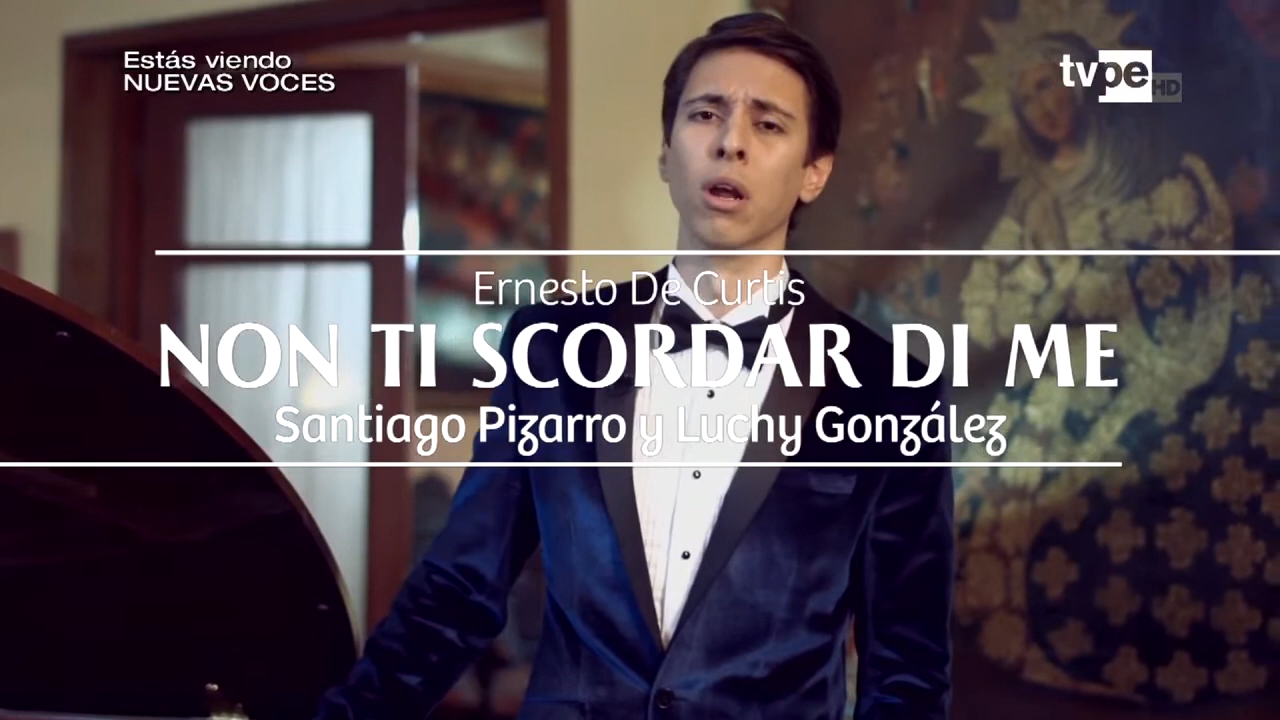 Estás viendo
NUEVAS VOCES
tvpe HD
Ernesto De Curtis
NON TI SCORDAR DI ME
Santiago Pizarro y Luchy González